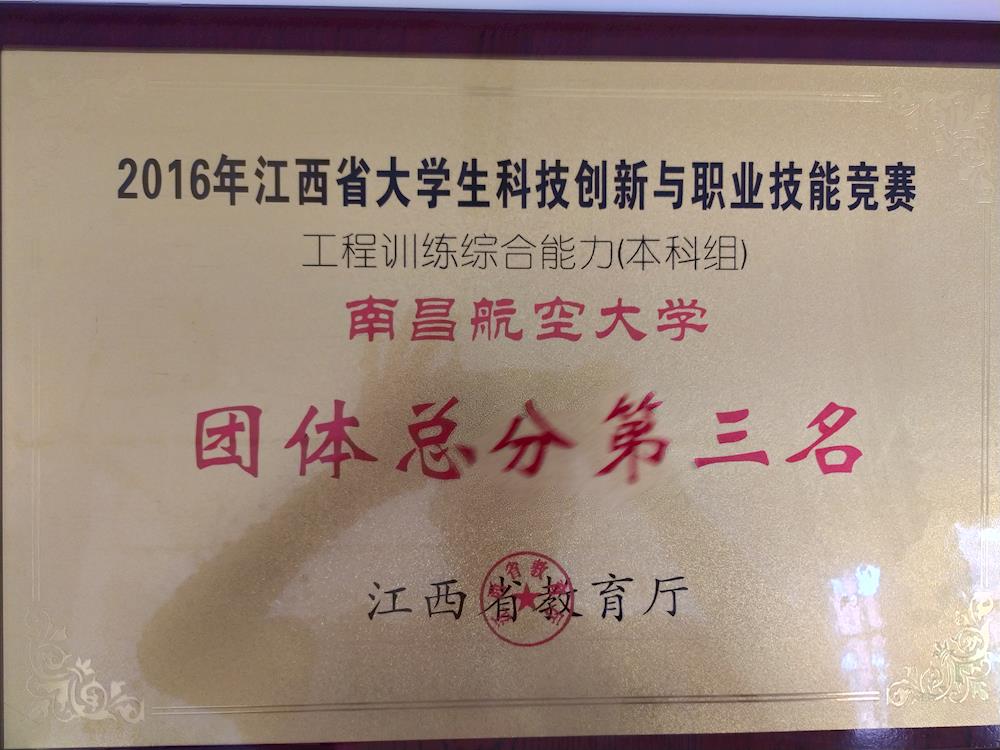 2016年江西省大学生科技创新与职业技能竞赛
工程训练综合能力(本科组)
南昌航空大学
团体总分第三名
江西省教育厅